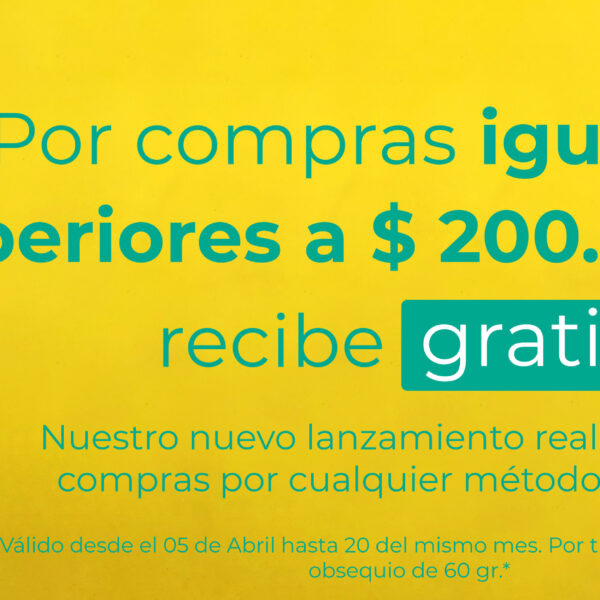 Por compras igu
periores a $ 200.
recibe grati
Nuestro nuevo lanzamiento real
compras por cualquier método
Válido desde el 05 de Abril hasta 20 del mismo mes. Por t
obsequio de 60 gr.*